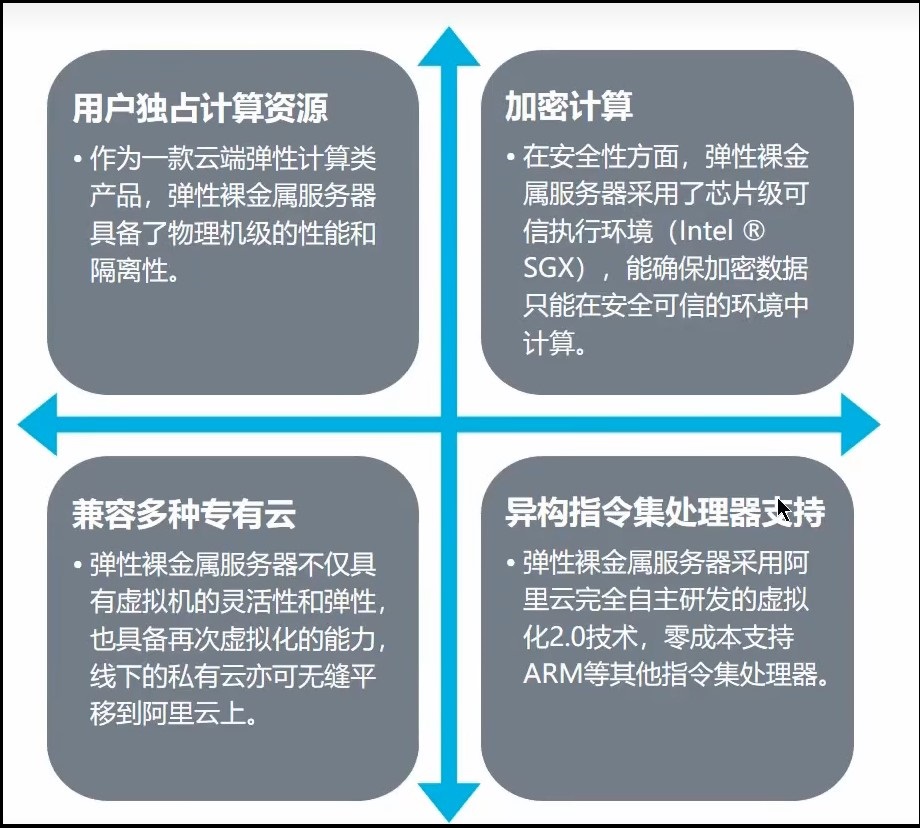 用户独占计算资源
• 作为一款云端弹性计算类
产品，弹性裸金属服务器
具备了物理机级的性能和
隔离性。
加密计算
• 在安全性方面，弹性裸金
属服务器采用了芯片级可
信执行环境（Intel ®
SGX），能确保加密数据
只能在安全可信的环境中
计算。
兼容多种专有云
• 弹性裸金属服务器不仅具
有虚拟机的灵活性和弹性，
也具备再次虚拟化的能力，
线下的私有云亦可无缝平
移到阿里云上。
异构指令集处理器支持
• 弹性裸金属服务器采用阿
里云完全自主研发的虚拟
化2.0技术，零成本支持
ARM等其他指令集处理器。